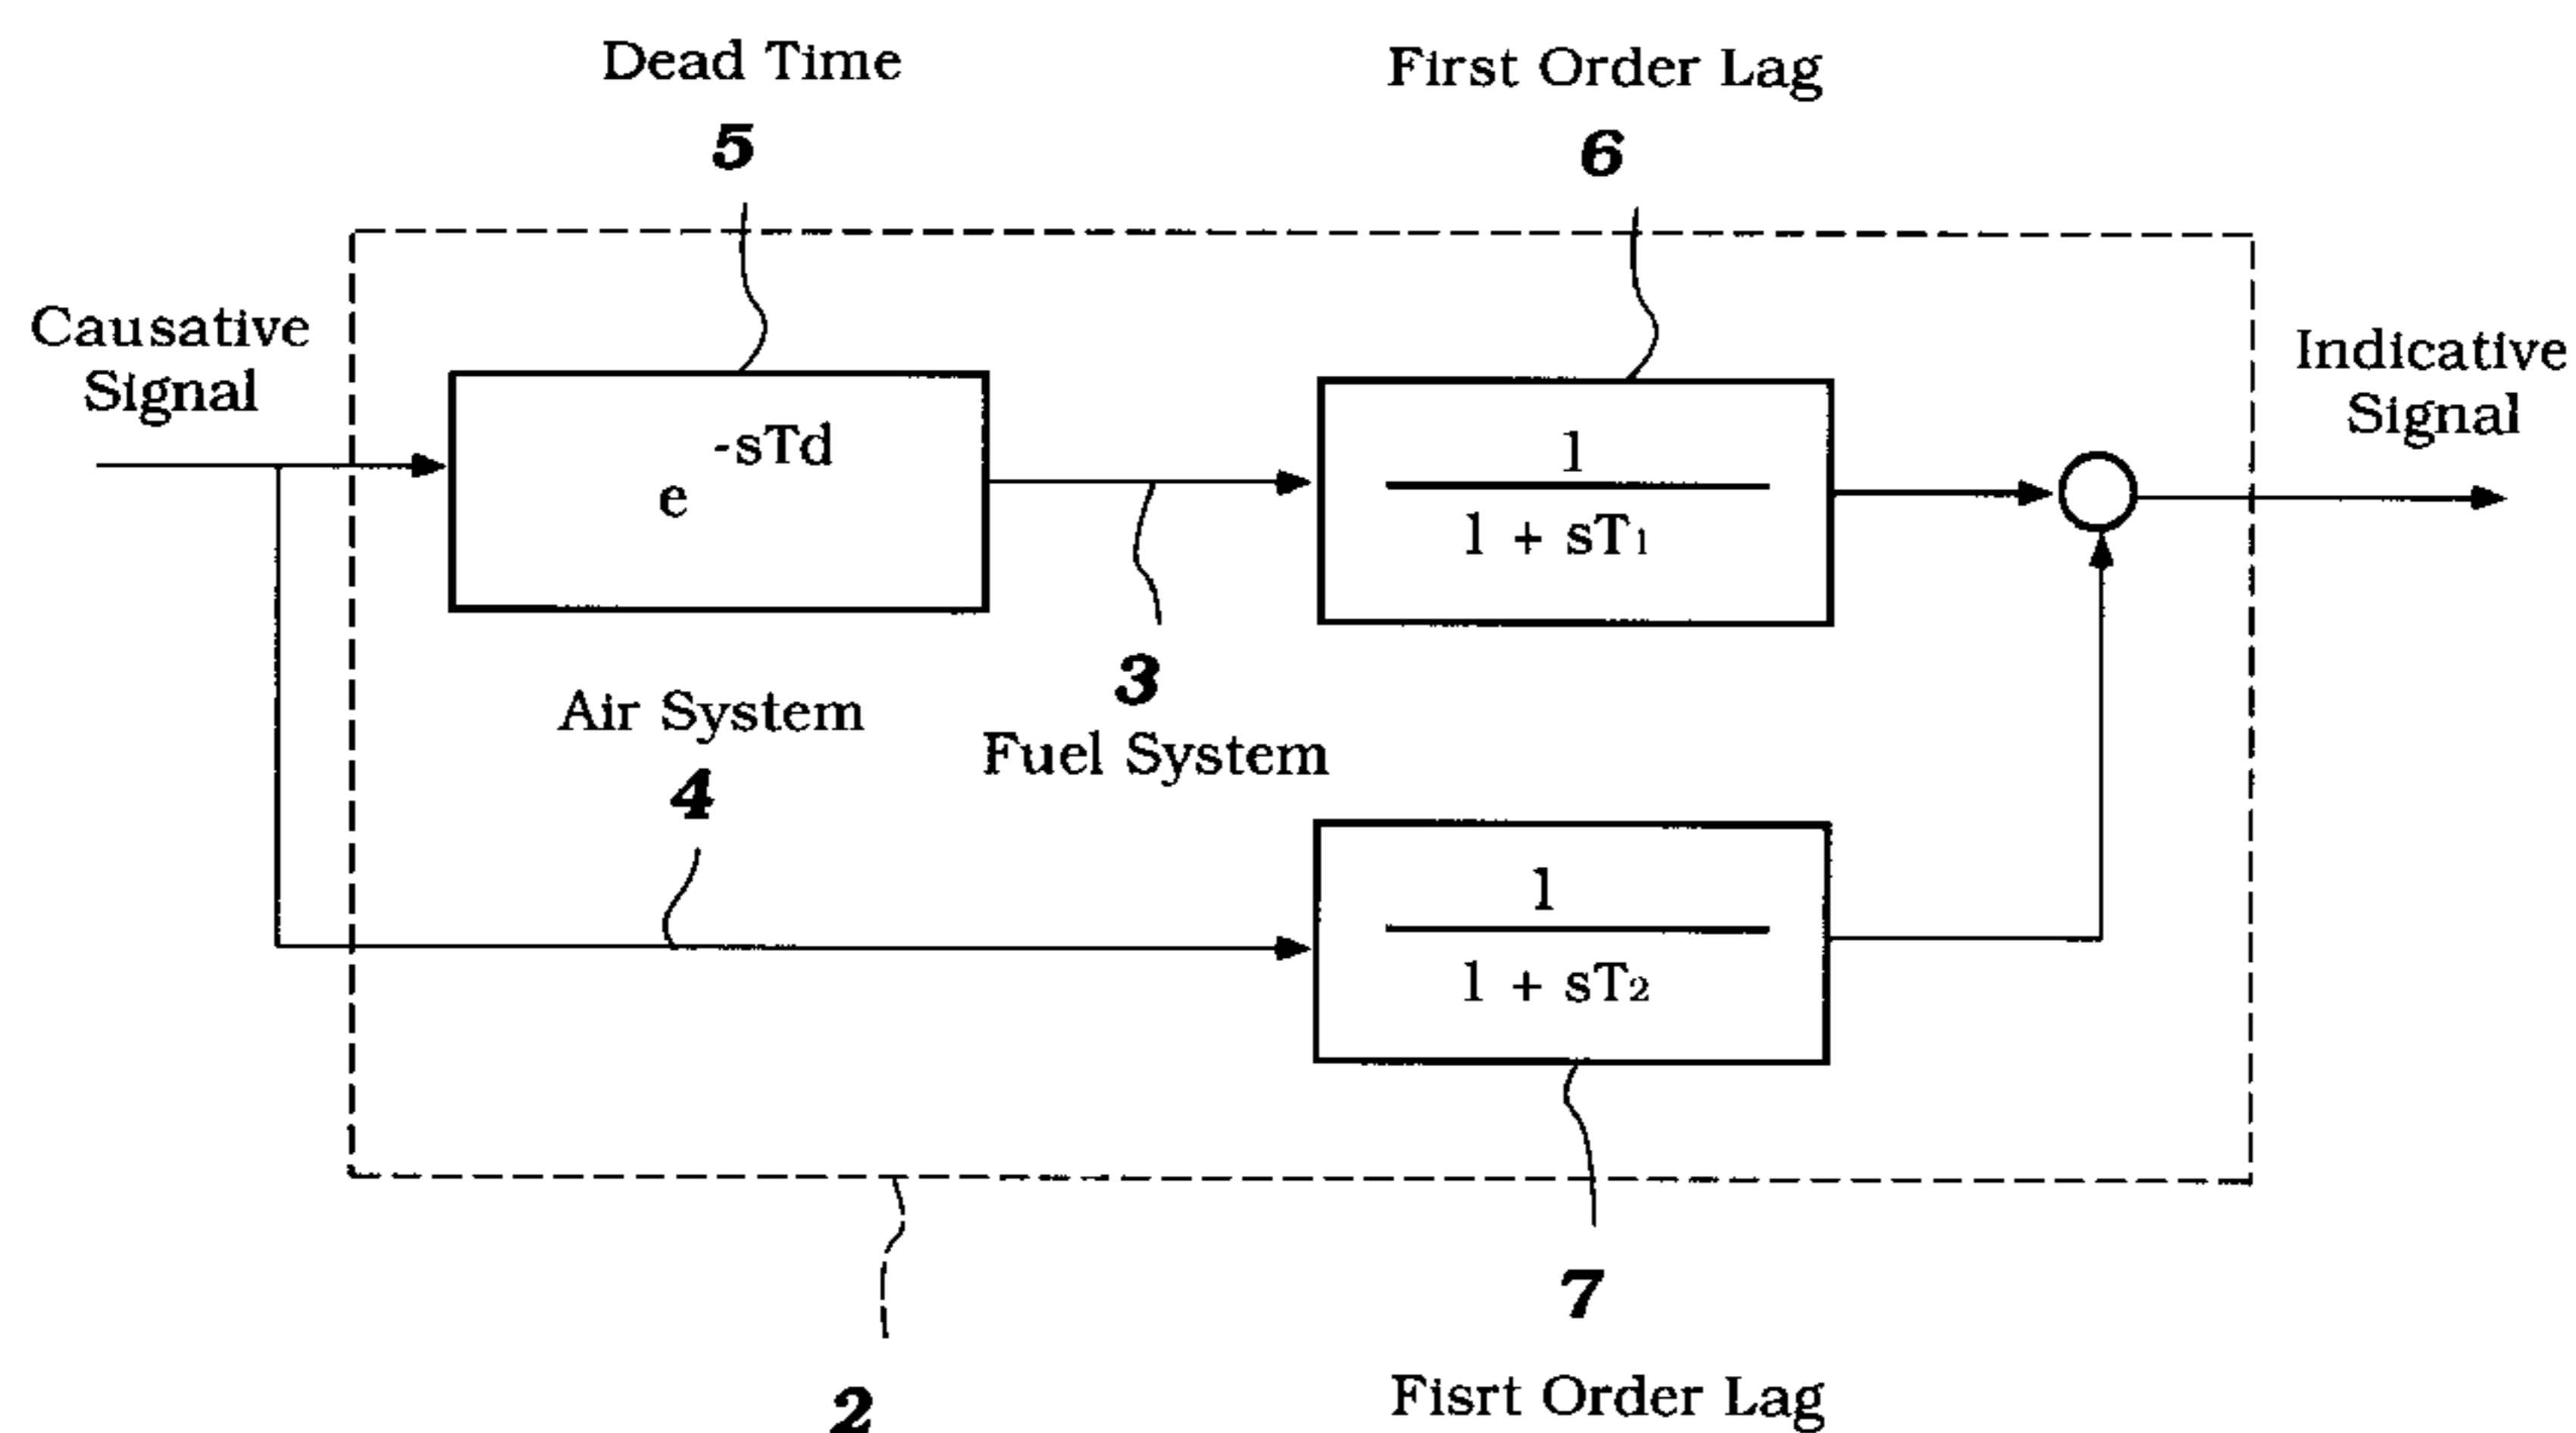 Dead Time
5
First Order Lag
6
Causative
Signal
Indicative
Signal
e
-sTd
1
1 + sT1
3
Fuel System
Air System
4
1
1 + sT2
7
Fisrt Order Lag
2